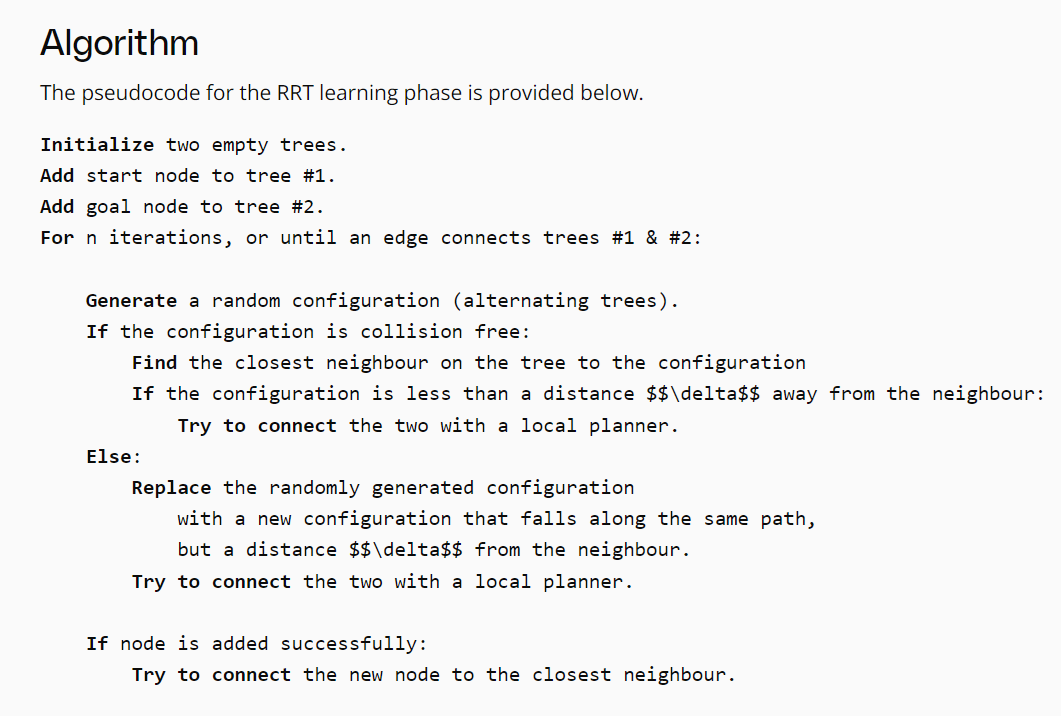 Algorithm
The pseudocode for the RRT learning phase is provided below.
Initialize two empty trees.
Add start node to tree #1.
Add goal node to tree #2.
For n iterations, or until an edge connects trees #1 & #2:
Generate a random configuration (alternating trees).
If the configuration is collision free:
Find the closest neighbour on the tree to the configuration
If the configuration is less than a distance $$\delta$$ away from the neighbour:
Try to connect the two with a local planner.
Else:
Replace the randomly generated configuration
with a new configuration that falls along the same path,
but a distance $$\delta$$ from the neighbour.
Try to connect the two with a local planner.
If node is added successfully:
Try to connect the new node to the closest neighbour.